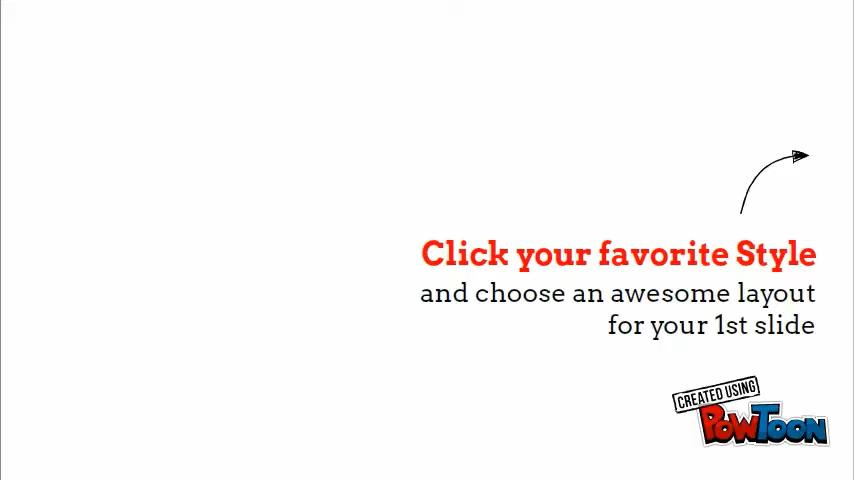 Click your favorite Style
and choose an awesome layout
for your 1st slide
CREATED USING
POWTOON